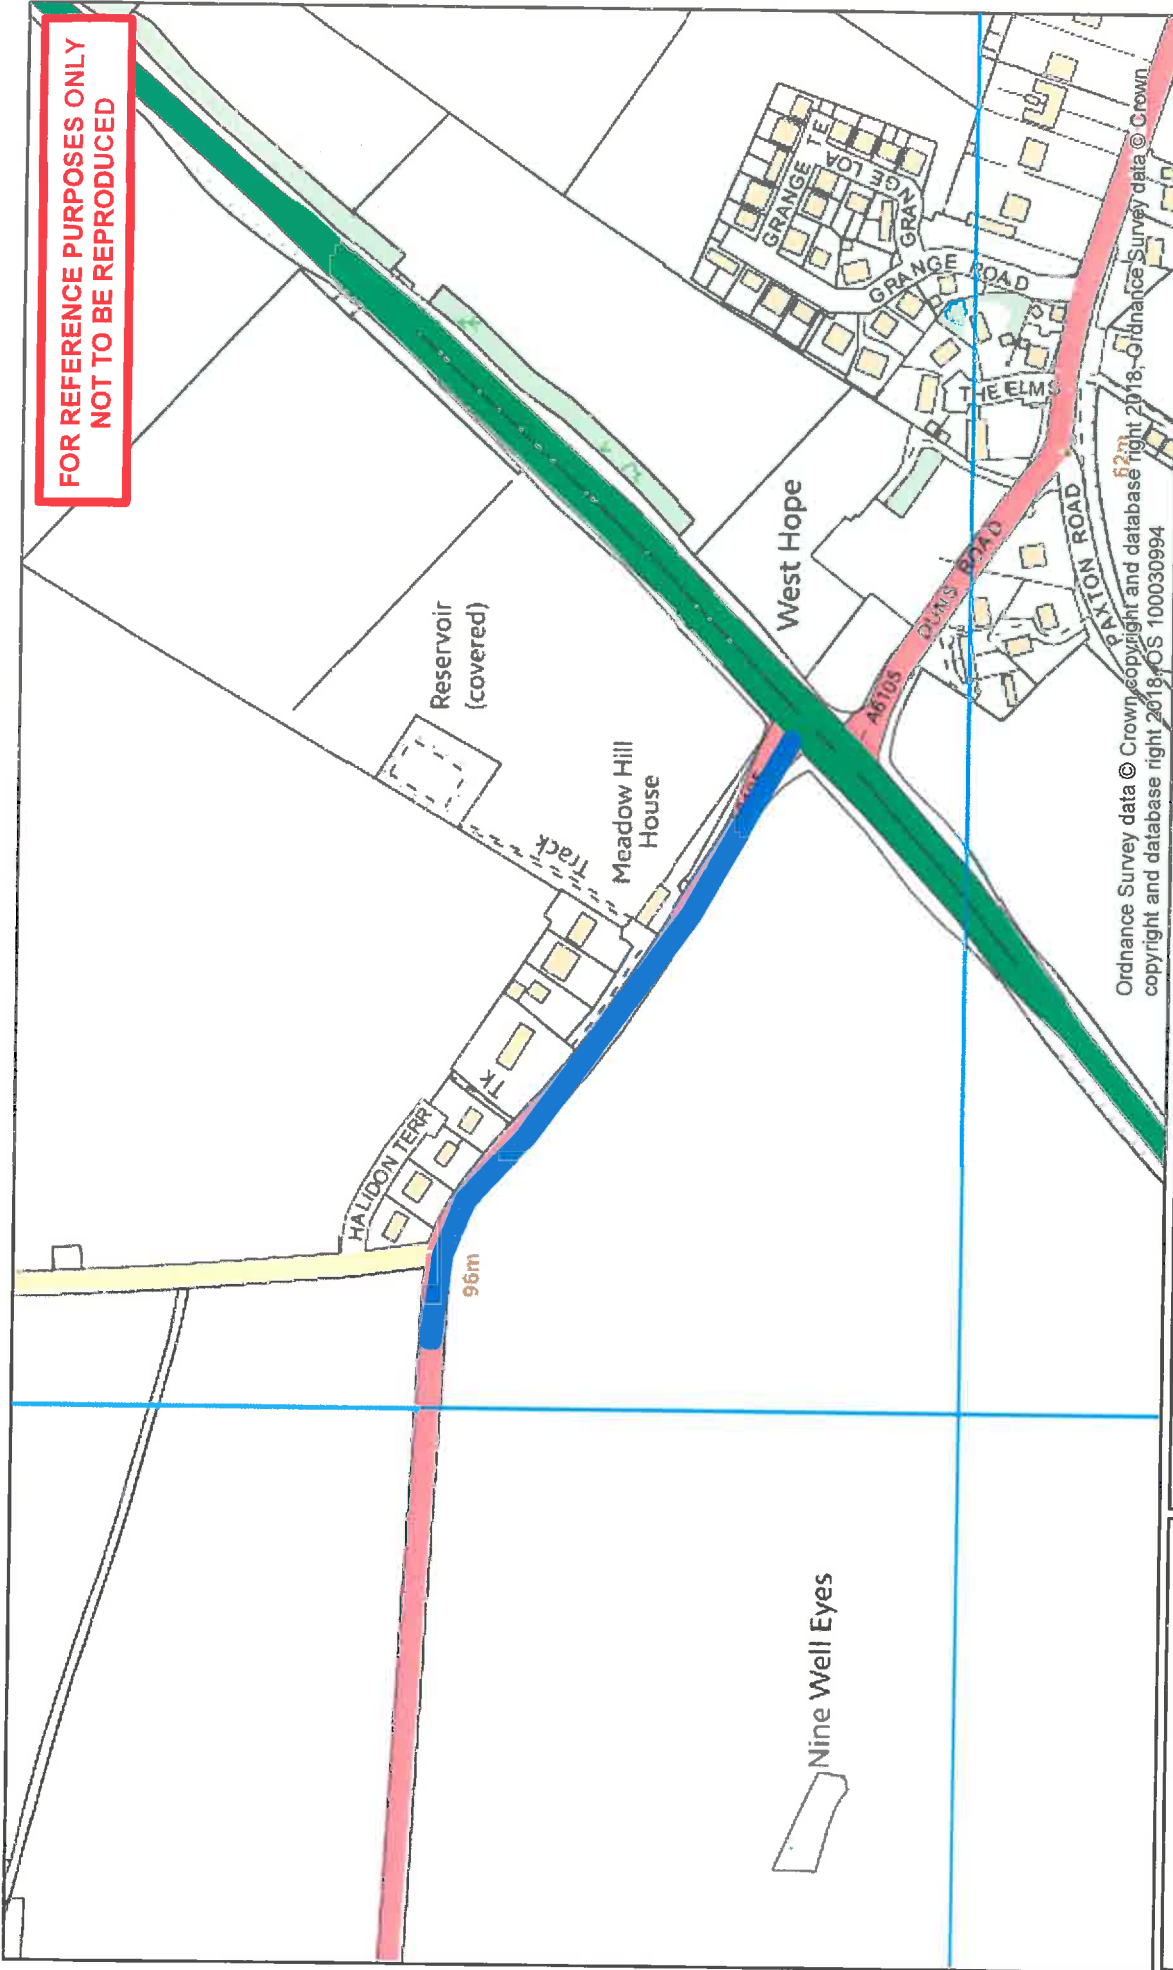 FOR REFERENCE PURPOSES ONLY
NOT TO BE REPRODUCED
Reservoir
(covered)
Track
Meadow Hill
House
TK
HALIDON TERR
96m
West Hope
GRANGE TE
GRANGE LOA
GRANGE ROAD
THE ELMS
A6105
DUNS ROAD
PAXTON ROAD
62m
Nine Well Eyes
Ordnance Survey data © Crown copyright and database right 2018, Ordnance Survey data © Crown
copyright and database right 2018, OS 100030994